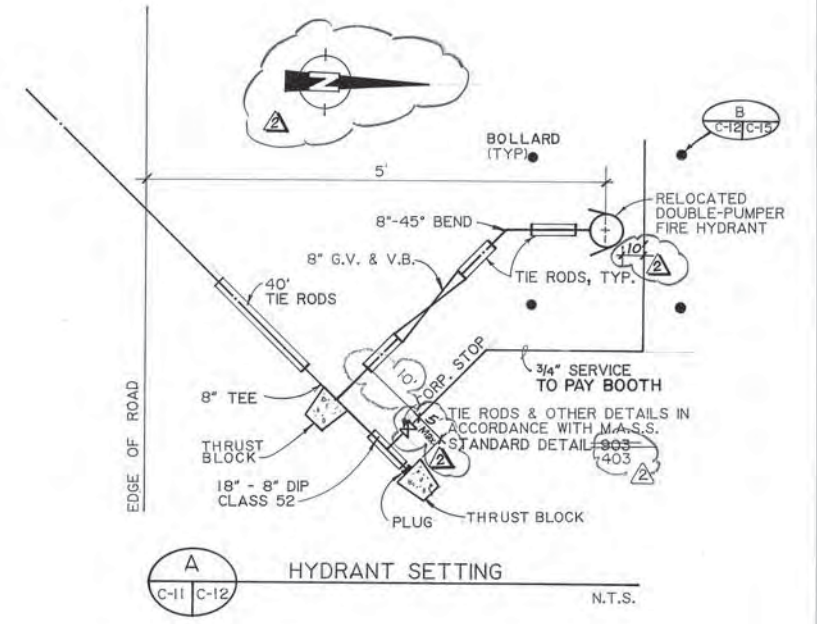 N
2
B
C-12 C-15
BOLLARD
(TYP)
5'
RELOCATED
DOUBLE-PUMPER
FIRE HYDRANT
8"-45° BEND
10'
2
8" G.V. & V.B.
TIE RODS, TYP.
40'
TIE RODS
3/4" SERVICE
TO PAY BOOTH
10'
CORP. STOP
8" TEE
5'
TIE RODS & OTHER DETAILS IN
ACCORDANCE WITH M.A.S.S.
STANDARD DETAIL 903
403
2
2
THRUST
BLOCK
EDGE OF ROAD
18" - 8" DIP
CLASS 52
PLUG
THRUST BLOCK
A
C-11 C-12
HYDRANT SETTING
N.T.S.